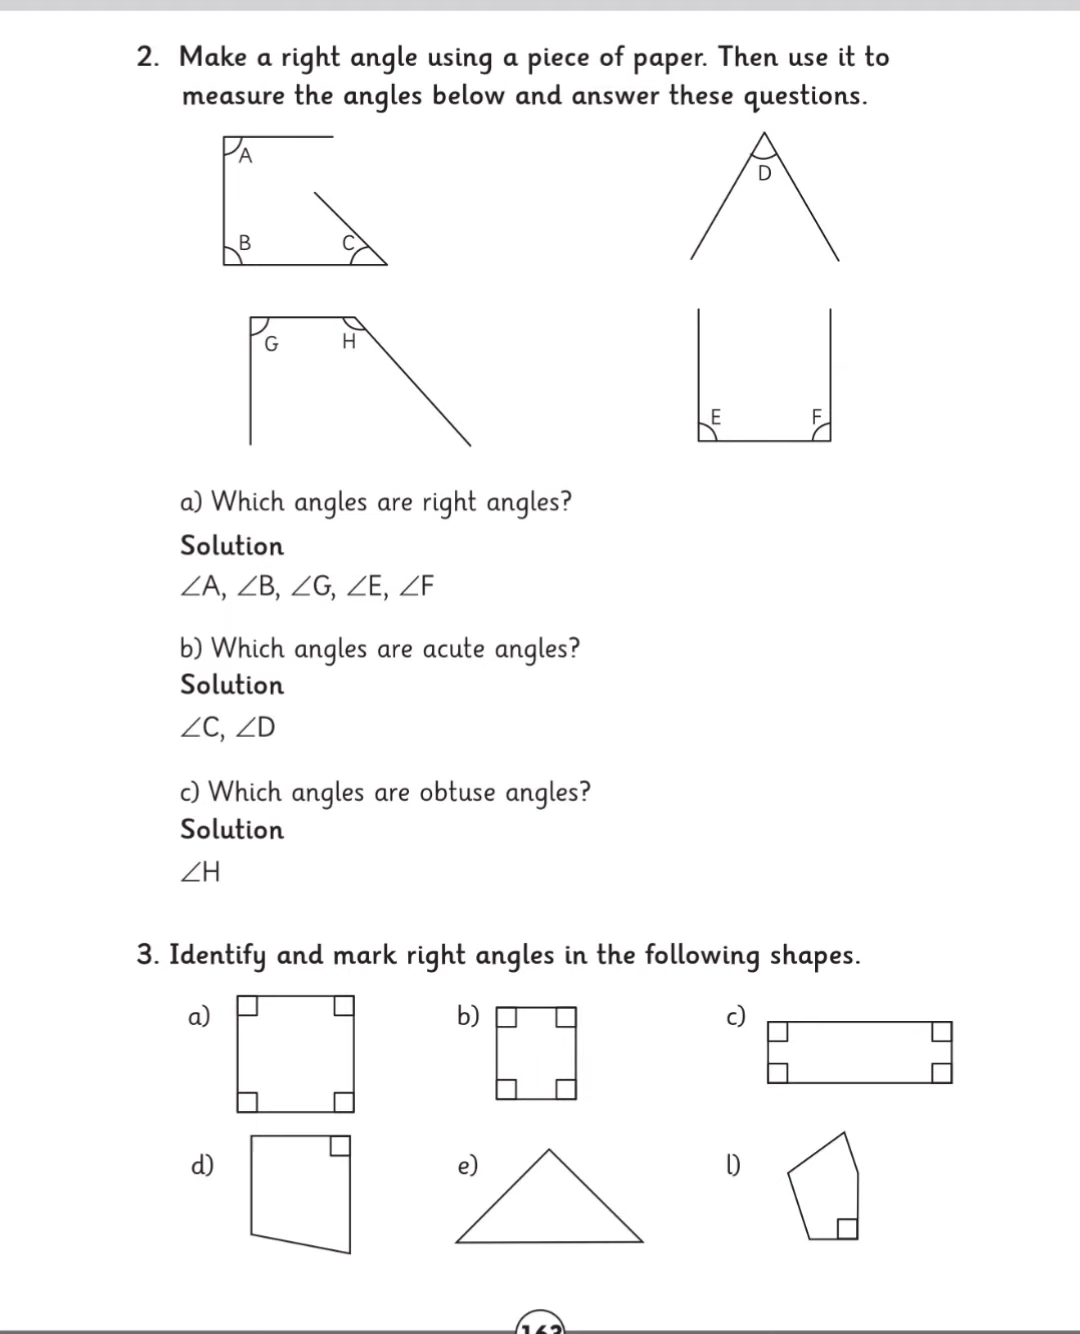 2. Make a right angle using a piece of paper. Then use it to
measure the angles below and answer these questions.
A
B
C
D
G
H
E
F
a) Which angles are right angles?
Solution
∠A, ∠B, ∠G, ∠E, ∠F
b) Which angles are acute angles?
Solution
∠C, ∠D
c) Which angles are obtuse angles?
Solution
∠H
3. Identify and mark right angles in the following shapes.
a)
b)
c)
d)
e)
l)